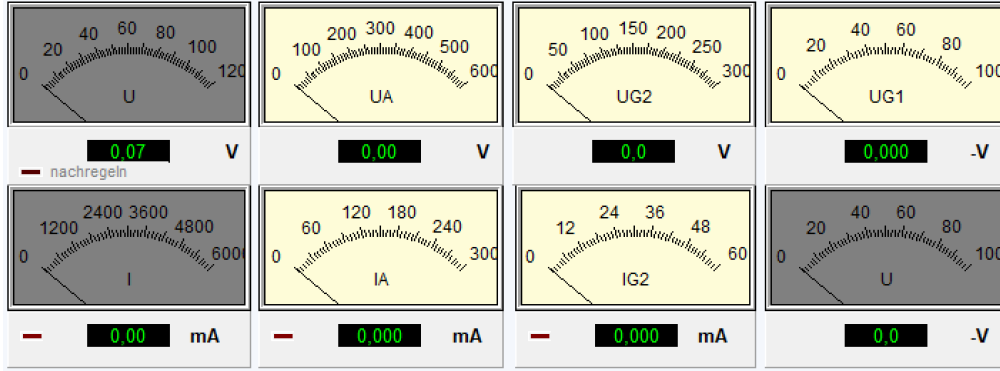 0 20 40 60 80 100 120
U
0,07 V
nachregeln
0 100 200 300 400 500 600
UA
0,00 V
0 50 100 150 200 250 300
UG2
0,0 V
0 20 40 60 80 100
UG1
0,000 -V
0 1200 2400 3600 4800 6000
I
0,00 mA
0 60 120 180 240 300
IA
0,000 mA
0 12 24 36 48 60
IG2
0,000 mA
0 20 40 60 80 100
U
0,0 -V